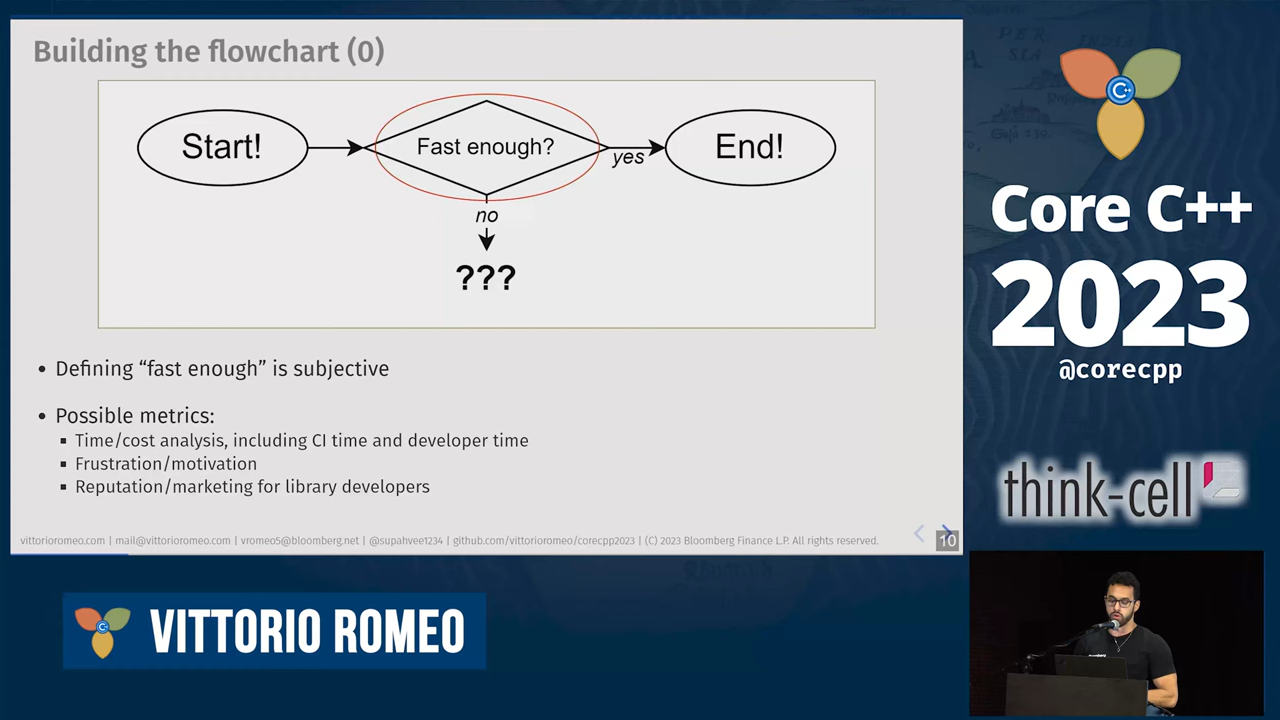 Building the flowchart (0)
Start!
Fast enough?
yes
End!
no
???
• Defining “fast enough” is subjective
• Possible metrics:
▪ Time/cost analysis, including CI time and developer time
▪ Frustration/motivation
▪ Reputation/marketing for library developers
vittorioromeo.com | mail@vittorioromeo.com | vromeo5@bloomberg.net | @supahvee1234 | github.com/vittorioromeo/corecpp2023 | (C) 2023 Bloomberg Finance L.P. All rights reserved.
10
C++
Core C++
2023
@corecpp
think-cell
C++
VITTORIO ROMEO